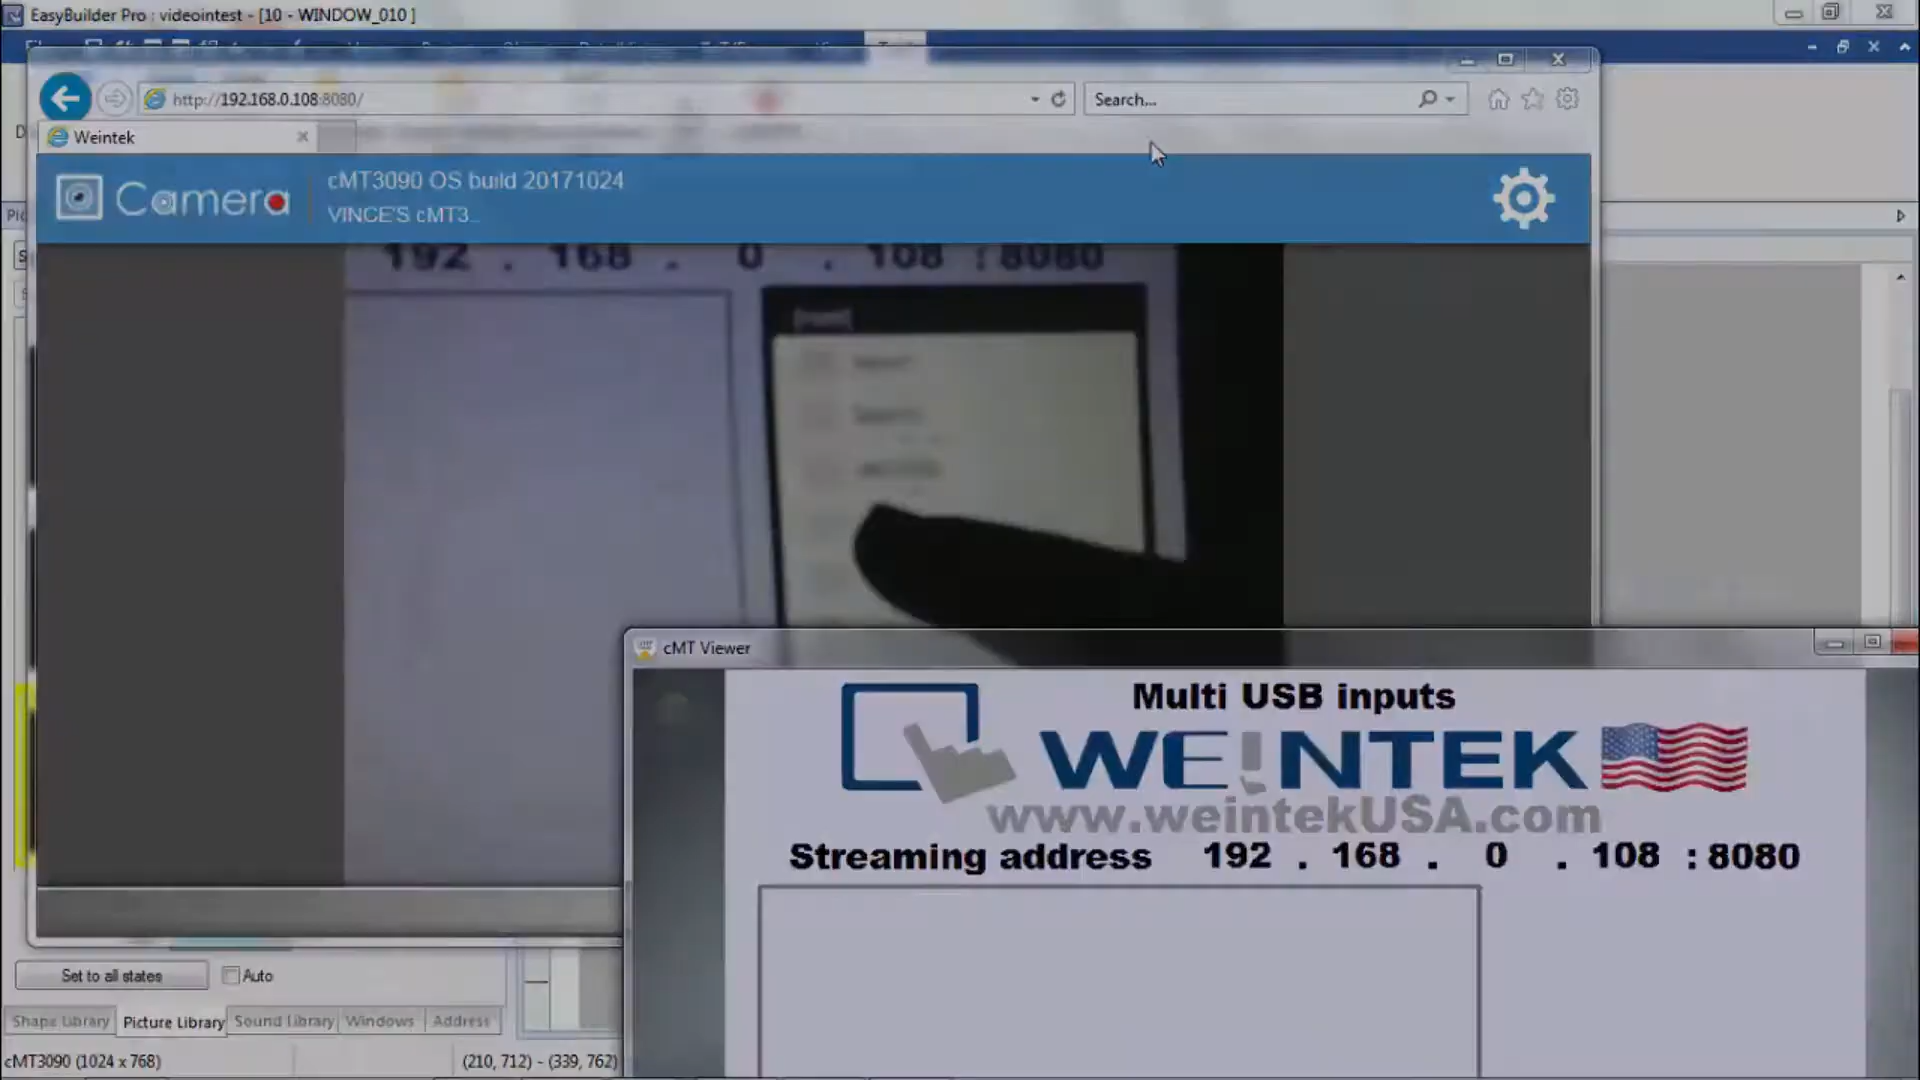 EasyBuilder Pro : videointest - [10 - WINDOW_010 ]
http://192.168.0.108:8080/
Search...
Weintek
Camera
cMT3090 OS build 20171024
VINCE'S cMT3...
192 . 168 . 0 . 108 :8080
cMT Viewer
Multi USB inputs
WEINTEK
www.weintekUSA.com
Streaming address 192 . 168 . 0 . 108 :8080
Set to all states
Auto
Shape Library
Picture Library
Sound Library
Windows
Address
cMT3090 (1024 x 768)
(210, 712) - (339, 762)